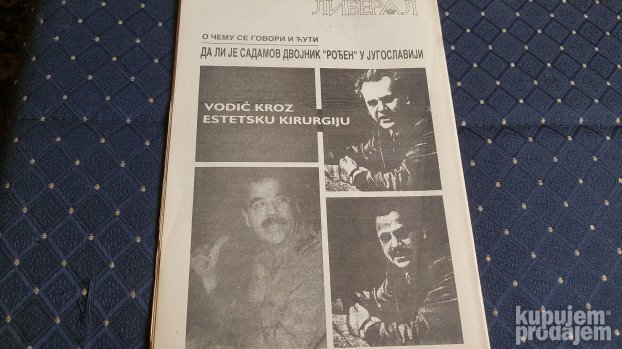 ЛИБЕРАЛ
О ЧЕМУ СЕ ГОВОРИ И ЋУТИ
ДА ЛИ ЈЕ САДАМОВ ДВОЈНИК "РОЂЕН" У ЈУГОСЛАВИЈИ
VODIČ KROZ
ESTETSKU KIRURGIJU
kupujem
prodajem